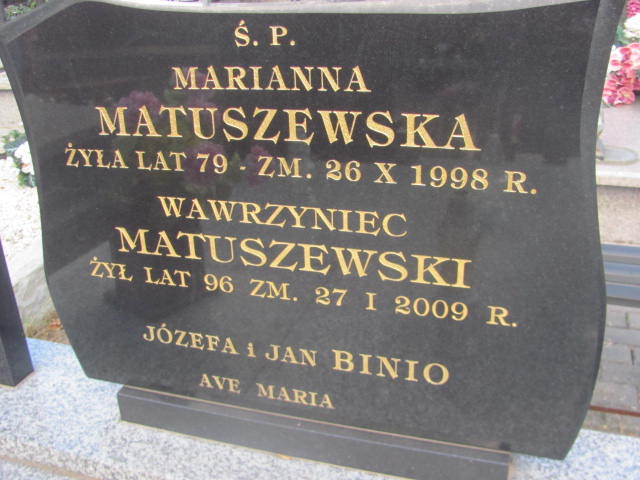 Ś. P.
MARIANNA
MATUSZEWSKA
ŻYŁA LAT 79 - ZM. 26 X 1998 R.
WAWRZYNIEC
MATUSZEWSKI
ŻYŁ LAT 96 ZM. 27 I 2009 R.
JÓZEFA i JAN BINIO
AVE MARIA